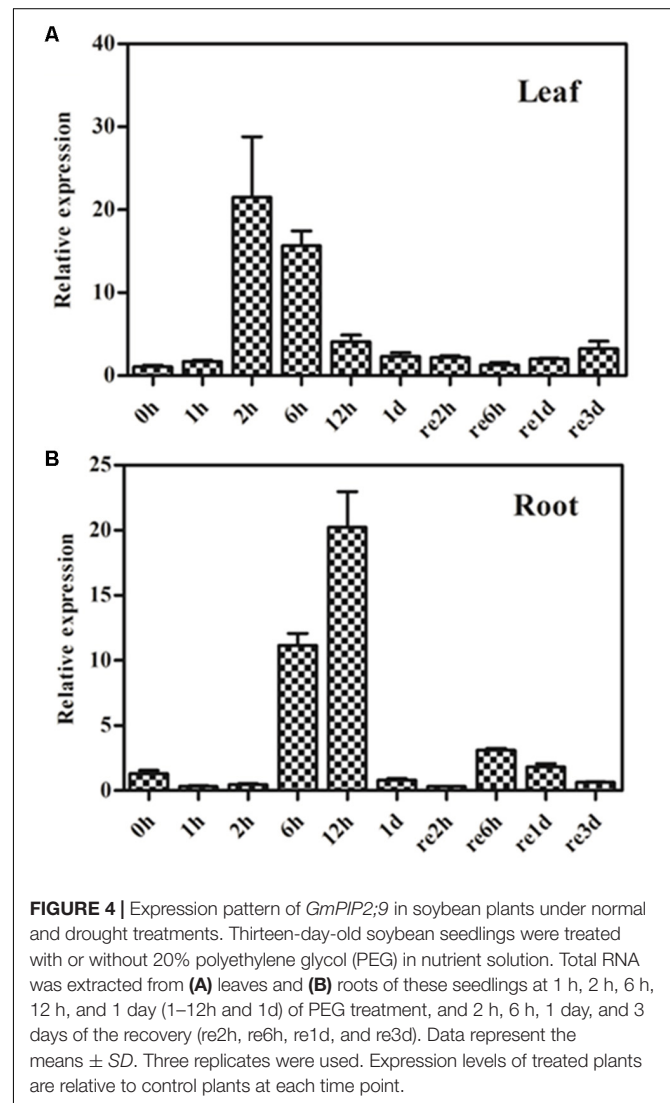 A
40
30
20
10
0
Relative expression
Leaf
0h 1h 2h 6h 12h 1d re2h re6h re1d re3d
B
25
20
15
10
5
0
Relative expression
Root
0h 1h 2h 6h 12h 1d re2h re6h re1d re3d
FIGURE 4 | Expression pattern of GmPIP2;9 in soybean plants under normal
and drought treatments. Thirteen-day-old soybean seedlings were treated
with or without 20% polyethylene glycol (PEG) in nutrient solution. Total RNA
was extracted from (A) leaves and (B) roots of these seedlings at 1 h, 2 h, 6 h,
12 h, and 1 day (1–12h and 1d) of PEG treatment, and 2 h, 6 h, 1 day, and 3
days of the recovery (re2h, re6h, re1d, and re3d). Data represent the
means ± SD. Three replicates were used. Expression levels of treated plants
are relative to control plants at each time point.